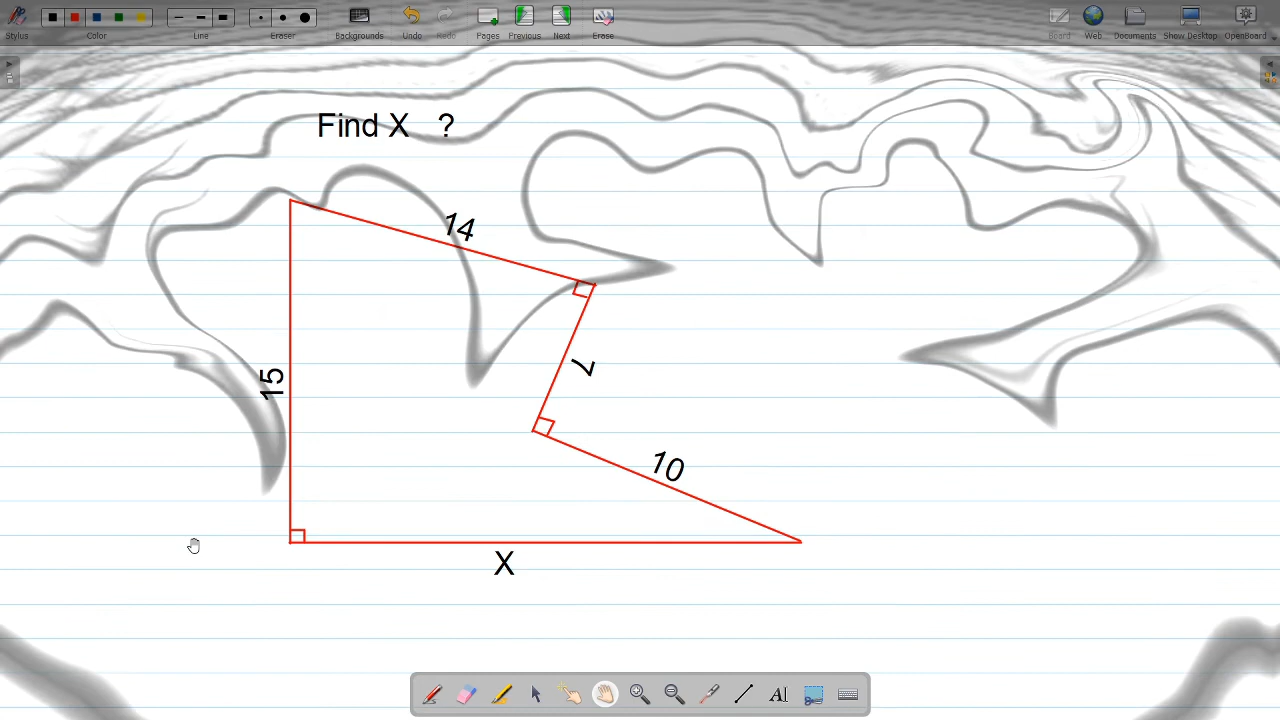 Stylus
Color
Line
Eraser
Backgrounds
Undo
Redo
Pages
Previous
Next
Erase
Board
Web
Documents
Show Desktop
OpenBoard
Find X ?
14
15
7
10
X
AI